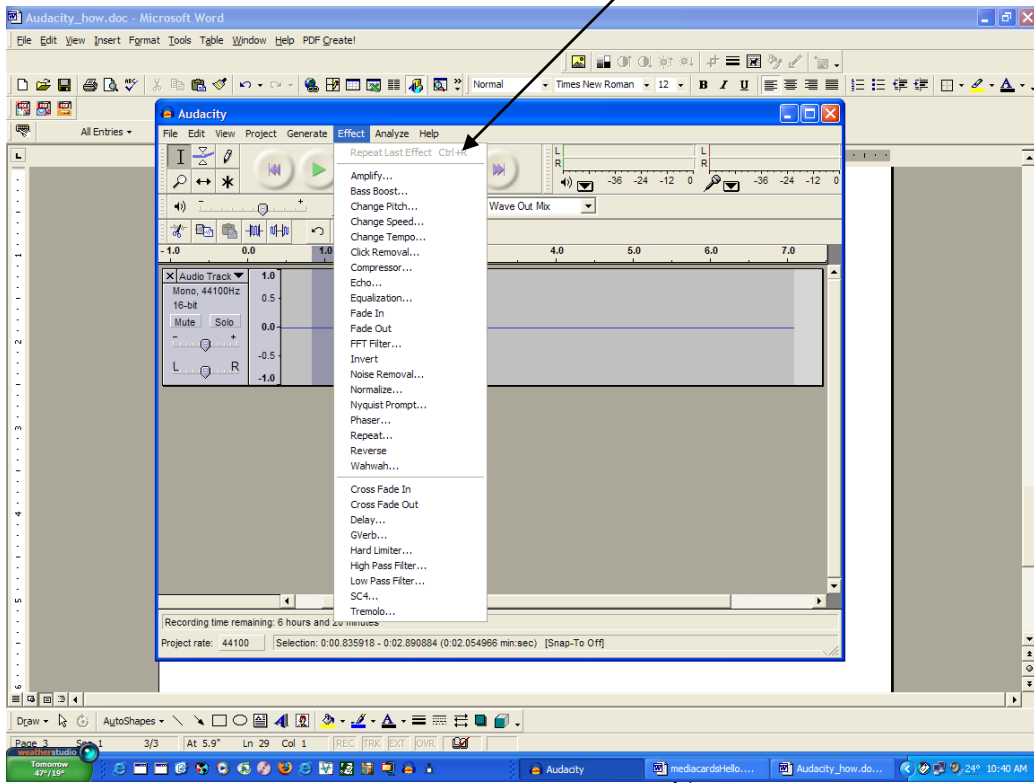 Audacity_how.doc - Microsoft Word
File Edit View Insert Format Tools Table Window Help PDF Create!
Normal Times New Roman 12 B I U
All Entries
Audacity
File Edit View Project Generate Effect Analyze Help
Repeat Last Effect Ctrl+R
Amplify...
Bass Boost...
Change Pitch...
Change Speed...
Change Tempo...
Click Removal...
Compressor...
Echo...
Equalization...
Fade In
Fade Out
FFT Filter...
Invert
Noise Removal...
Normalize...
Nyquist Prompt...
Phaser...
Repeat...
Reverse
Wahwah...
Cross Fade In
Cross Fade Out
Delay...
GVerb...
Hard Limiter...
High Pass Filter...
Low Pass Filter...
SC4...
Tremolo...
L L
R R
-36 -24 -12 0 -36 -24 -12 0
Wave Out Mix
-1.0 0.0 1.0 4.0 5.0 6.0 7.0
Audio Track 1.0
Mono, 44100Hz
16-bit 0.5
Mute Solo 0.0
-0.5
L R
-1.0
Recording time remaining: 6 hours and 20 minutes
Project rate: 44100 Selection: 0:00.835918 - 0:02.890884 (0:02.054966 min:sec) [Snap-To Off]
Draw AutoShapes
Page 3 Sec 1 3/3 At 5.9" Ln 29 Col 1 REC TRK EXT OVR
weatherstudio
Tomorrow
47°/19°
Audacity mediacardsHello.... Audacity_how.do... 24° 10:40 AM